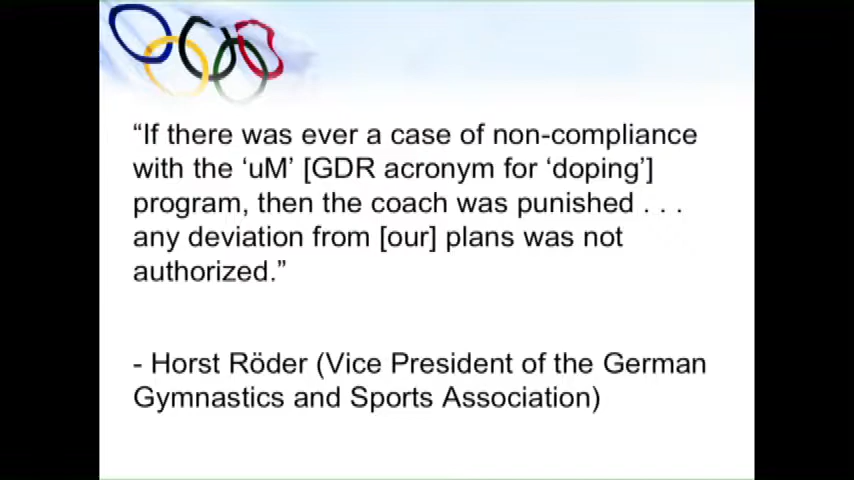 “If there was ever a case of non-compliance
with the ‘uM’ [GDR acronym for ‘doping’]
program, then the coach was punished . . .
any deviation from [our] plans was not
authorized.”
- Horst Röder (Vice President of the German
Gymnastics and Sports Association)